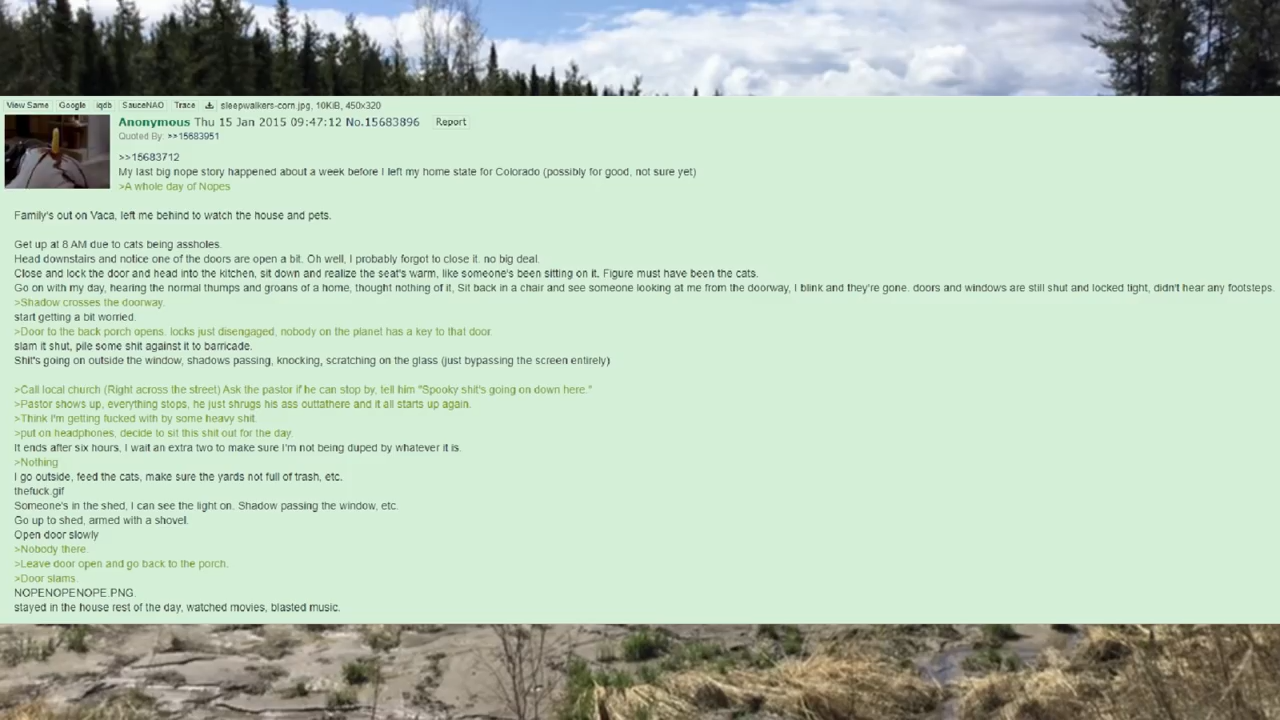 View Same Google iqdb SauceNAO Trace sleepwalkers-corn.jpg, 10KiB, 450x320
Anonymous Thu 15 Jan 2015 09:47:12 No.15683896 Report
Quoted By: >>15683951
>>15683712
My last big nope story happened about a week before I left my home state for Colorado (possibly for good, not sure yet)
>A whole day of Nopes
Family's out on Vaca, left me behind to watch the house and pets.
Get up at 8 AM due to cats being assholes.
Head downstairs and notice one of the doors are open a bit. Oh well, I probably forgot to close it. no big deal.
Close and lock the door and head into the kitchen, sit down and realize the seat's warm, like someone's been sitting on it. Figure must have been the cats.
Go on with my day, hearing the normal thumps and groans of a home, thought nothing of it, Sit back in a chair and see someone looking at me from the doorway, I blink and they're gone. doors and windows are still shut and locked tight, didn't hear any footsteps.
>Shadow crosses the doorway.
start getting a bit worried.
>Door to the back porch opens. locks just disengaged, nobody on the planet has a key to that door.
slam it shut, pile some shit against it to barricade.
Shit's going on outside the window, shadows passing, knocking, scratching on the glass (just bypassing the screen entirely)
>Call local church (Right across the street) Ask the pastor if he can stop by, tell him "Spooky shit's going on down here."
>Pastor shows up, everything stops, he just shrugs his ass outtathere and it all starts up again.
>Think I'm getting fucked with by some heavy shit.
>put on headphones, decide to sit this shit out for the day.
It ends after six hours, I wait an extra two to make sure I'm not being duped by whatever it is.
>Nothing
I go outside, feed the cats, make sure the yards not full of trash, etc.
thefuck.gif
Someone's in the shed, I can see the light on. Shadow passing the window, etc.
Go up to shed, armed with a shovel.
Open door slowly
>Nobody there.
>Leave door open and go back to the porch.
>Door slams.
NOPENOPENOPE.PNG.
stayed in the house rest of the day, watched movies, blasted music.